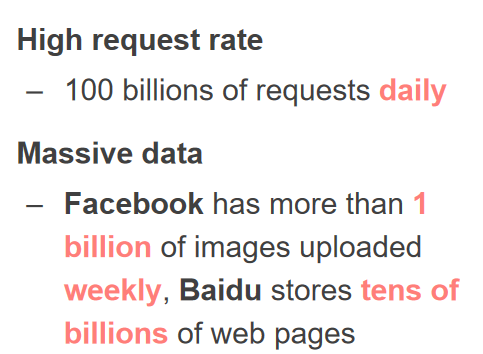 High request rate
– 100 billions of requests daily
Massive data
– Facebook has more than 1
billion of images uploaded
weekly, Baidu stores tens of
billions of web pages